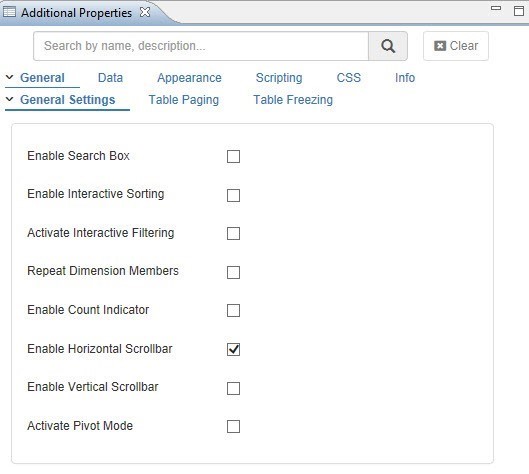 Additional Properties
Search by name, description...
Clear
General Data Appearance Scripting CSS Info
General Settings Table Paging Table Freezing
Enable Search Box
Enable Interactive Sorting
Activate Interactive Filtering
Repeat Dimension Members
Enable Count Indicator
Enable Horizontal Scrollbar
Enable Vertical Scrollbar
Activate Pivot Mode